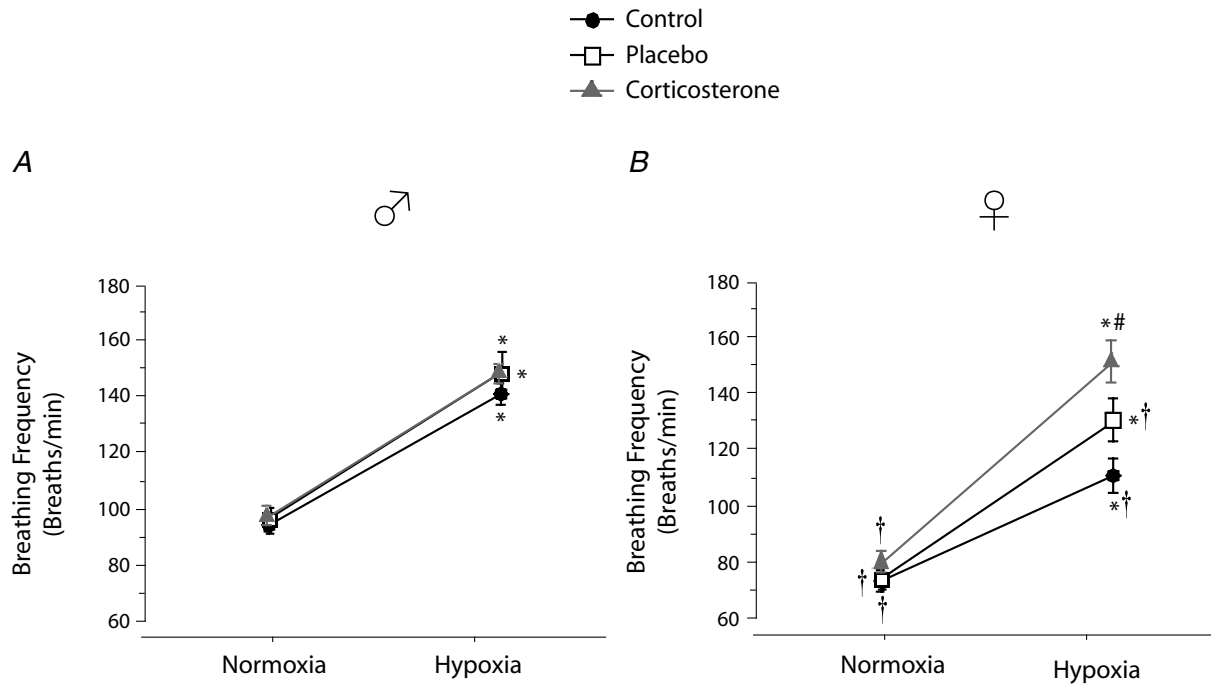 Control
Placebo
Corticosterone
A
♂
Breathing Frequency
(Breaths/min)
180
160
140
120
100
80
60
*
*
*
Normoxia
Hypoxia
B
♀
Breathing Frequency
(Breaths/min)
180
160
140
120
100
80
60
*#
*†
*†
†
†
†
Normoxia
Hypoxia